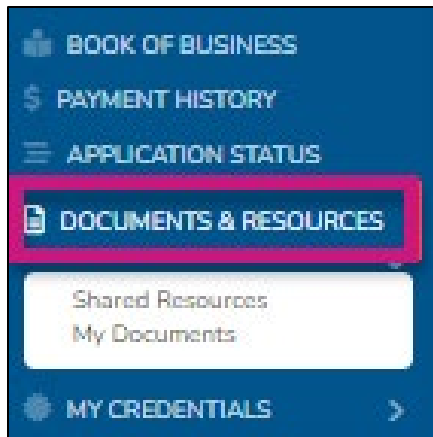 BOOK OF BUSINESS
$ PAYMENT HISTORY
APPLICATION STATUS
DOCUMENTS & RESOURCES
Shared Resources
My Documents
MY CREDENTIALS